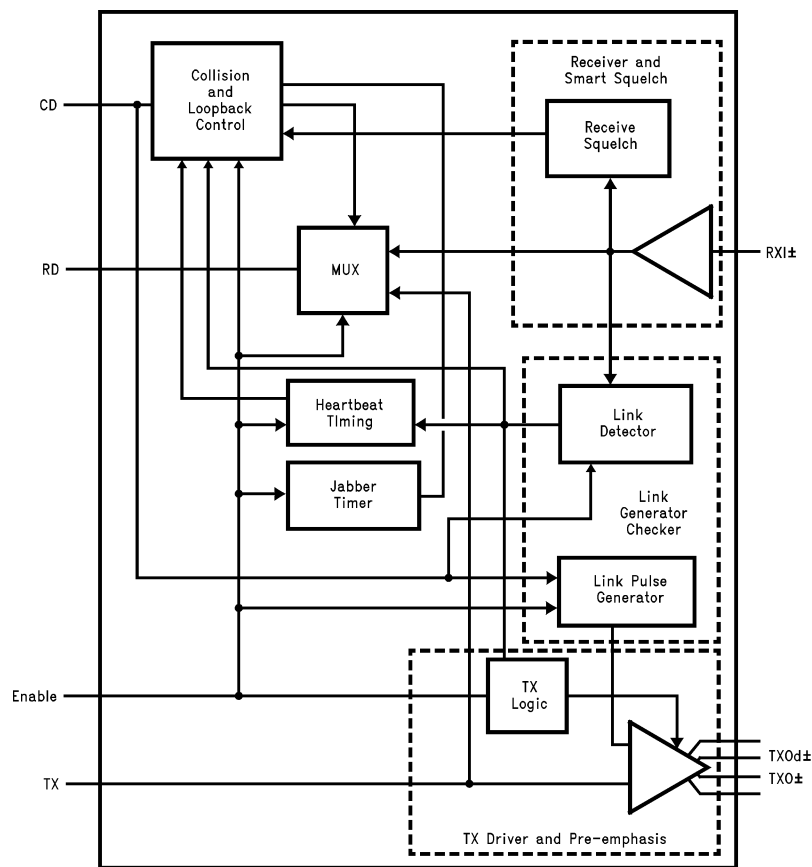 Collision
and
Loopback
Control
Receiver and
Smart Squelch
CD
Receive
Squelch
RD
MUX
RXI±
Heartbeat
TIming
Link
Detector
Jabber
Timer
Link
Generator
Checker
Link Pulse
Generator
Enable
TX
Logic
TXOd±
TX
TXO±
TX Driver and Pre-emphasis